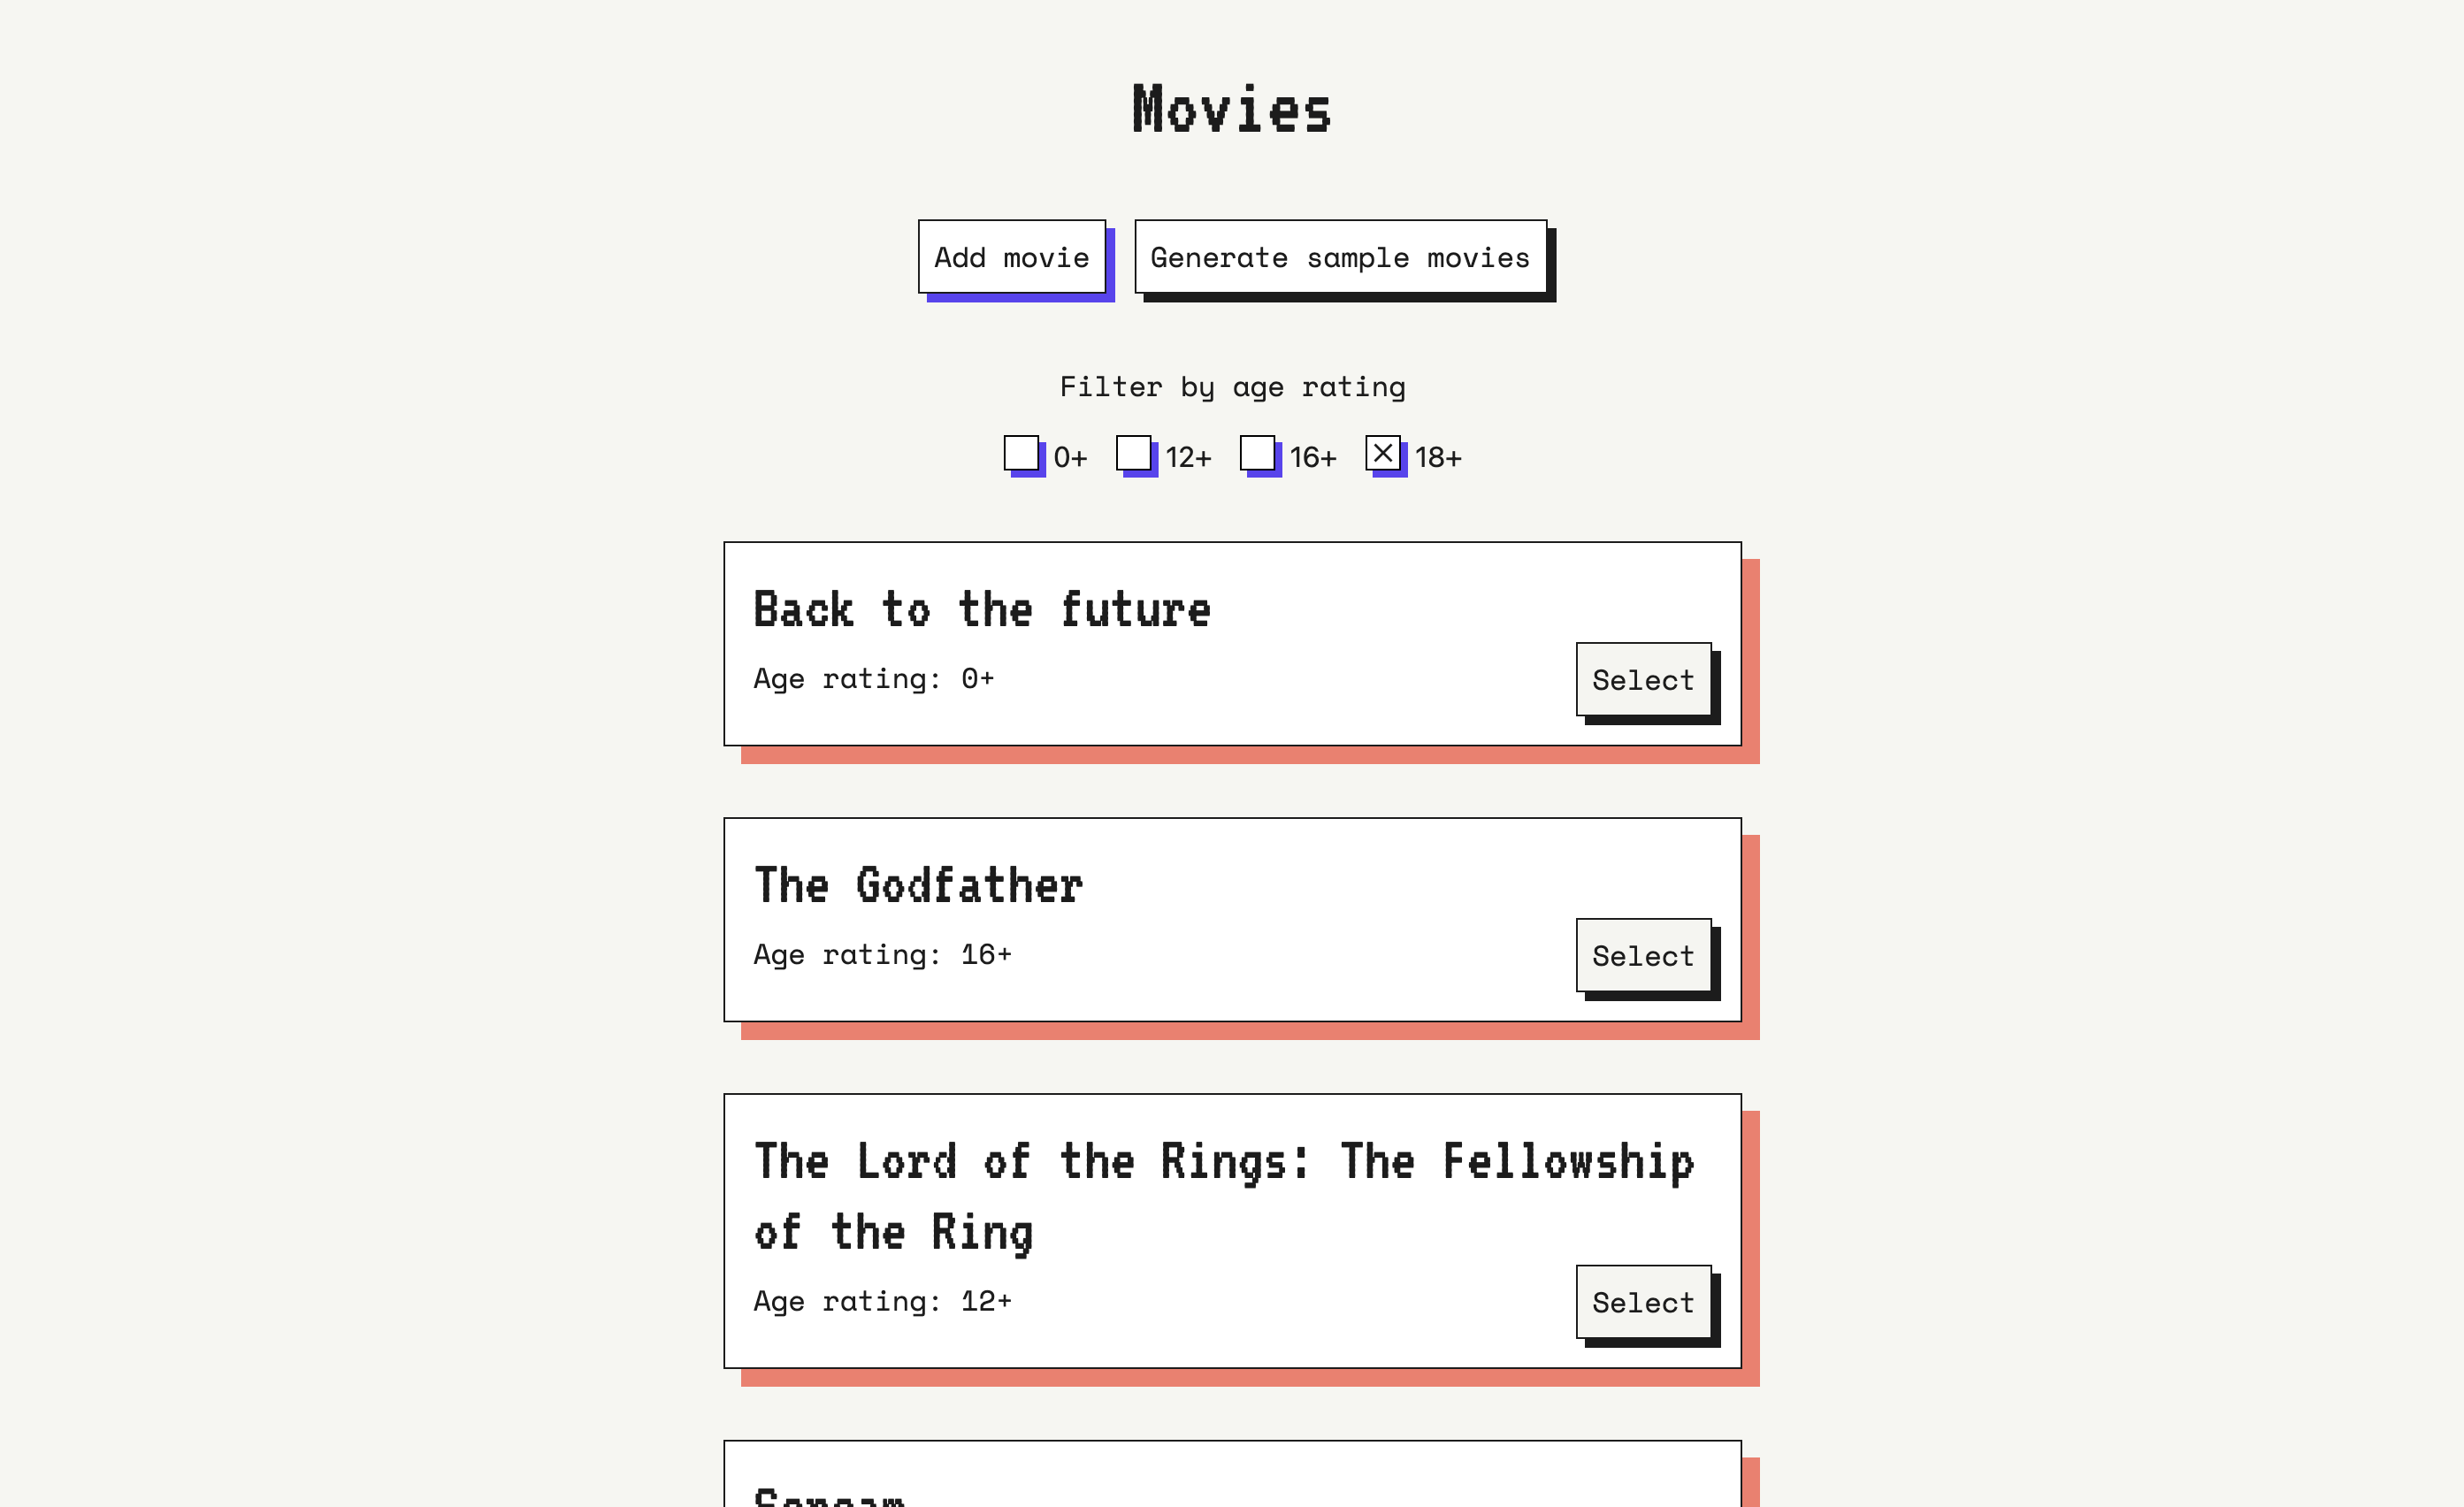 Movies
Add movie
Generate sample movies
Filter by age rating
0+
12+
16+
18+
Back to the future
Age rating: 0+
Select
The Godfather
Age rating: 16+
Select
The Lord of the Rings: The Fellowship
of the Ring
Age rating: 12+
Select
Scream